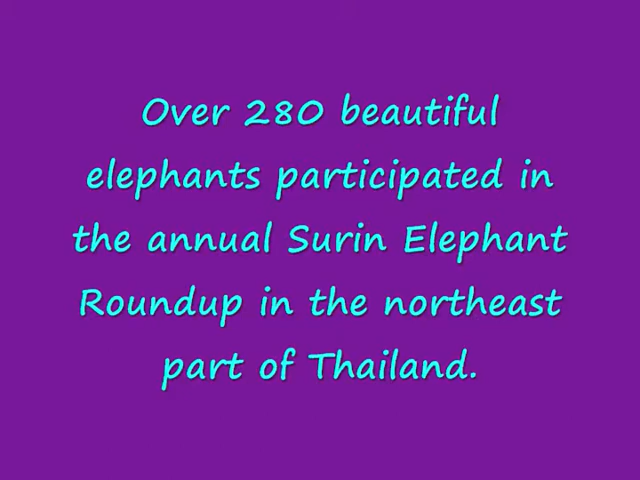 Over 280 beautiful
elephants participated in
the annual Surin Elephant
Roundup in the northeast
part of Thailand.